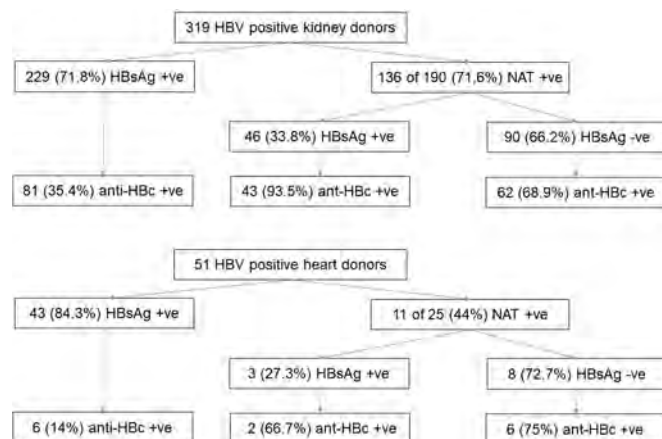 319 HBV positive kidney donors
229 (71.8%) HBsAg +ve
136 of 190 (71.6%) NAT +ve
46 (33.8%) HBsAg +ve
90 (66.2%) HBsAg -ve
81 (35.4%) anti-HBc +ve
43 (93.5%) ant-HBc +ve
62 (68.9%) ant-HBc +ve
51 HBV positive heart donors
43 (84.3%) HBsAg +ve
11 of 25 (44%) NAT +ve
3 (27.3%) HBsAg +ve
8 (72.7%) HBsAg -ve
6 (14%) anti-HBc +ve
2 (66.7%) ant-HBc +ve
6 (75%) ant-HBc +ve